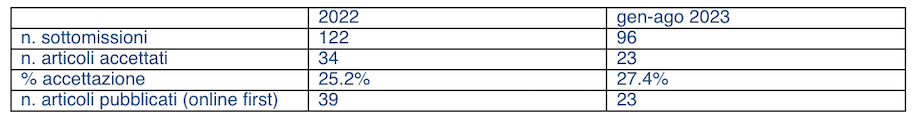 2022 gen-ago 2023
n. sottomissioni 122 96
n. articoli accettati 34 23
% accettazione 25.2% 27.4%
n. articoli pubblicati (online first) 39 23